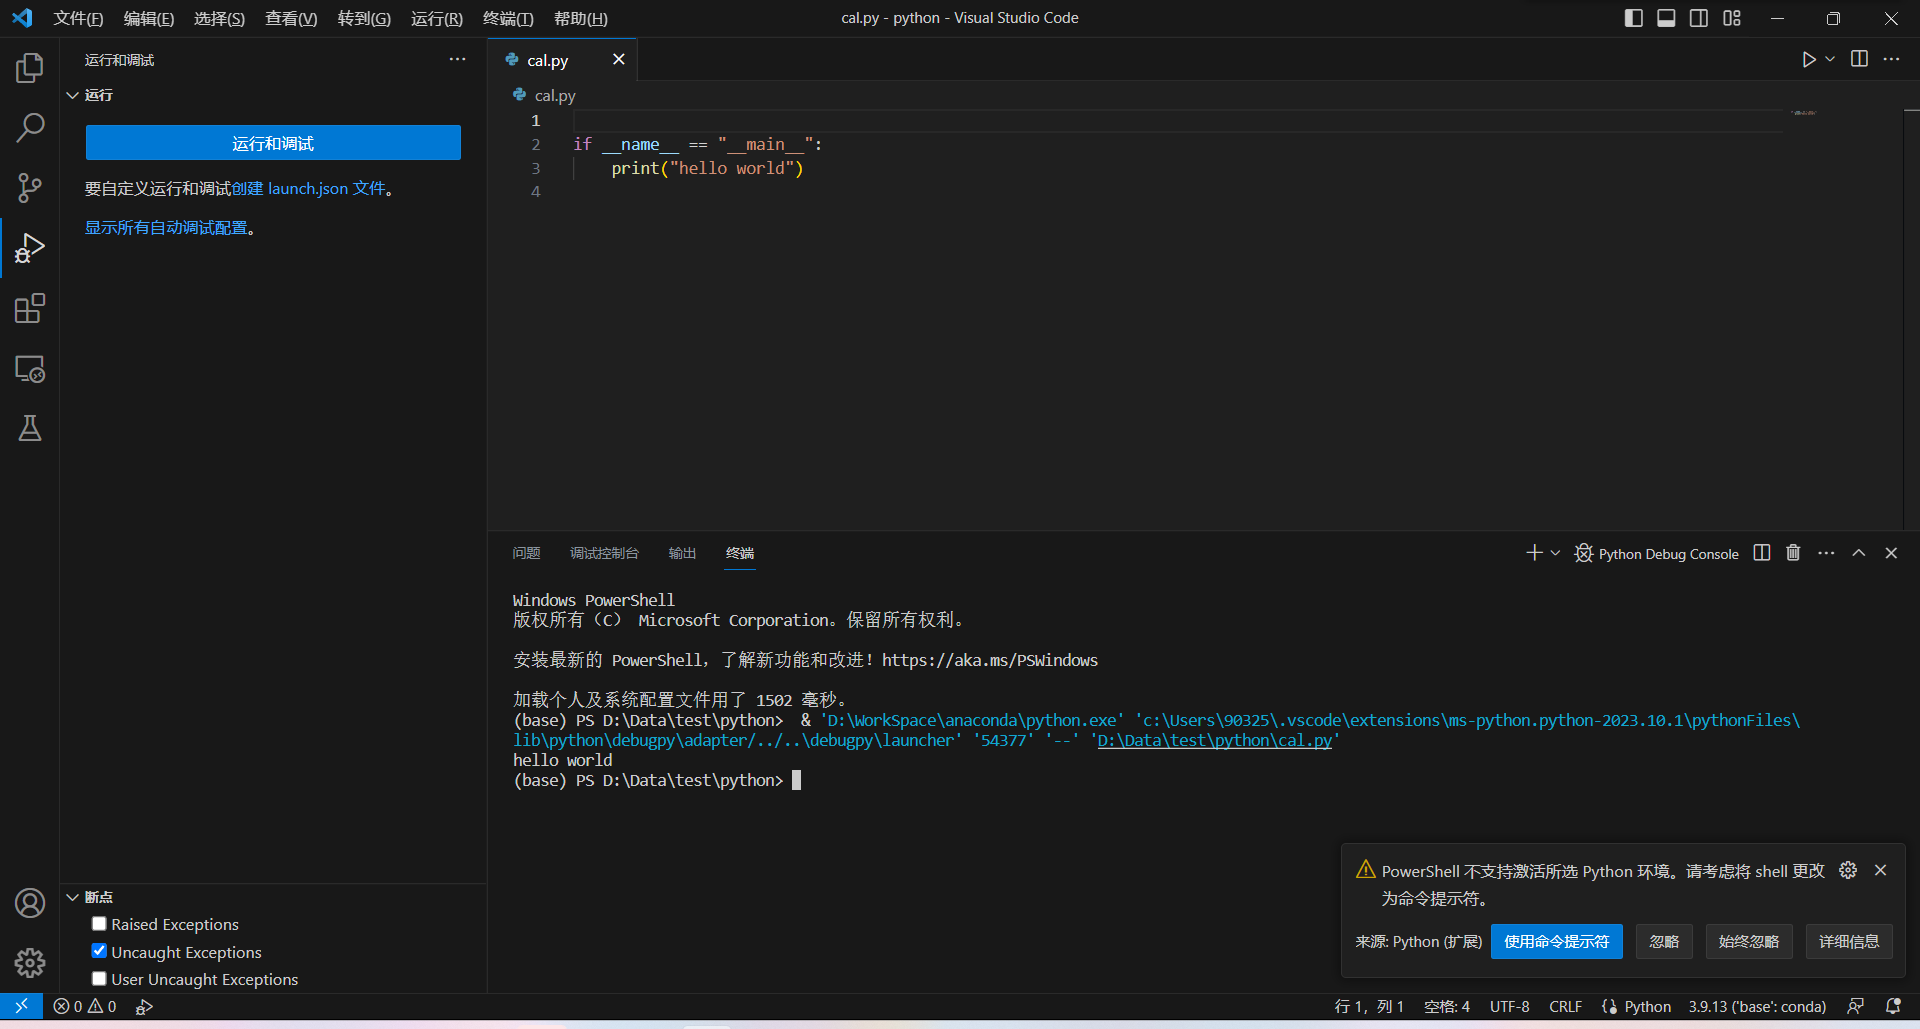 文件(F) 编辑(E) 选择(S) 查看(V) 转到(G) 运行(R) 终端(T) 帮助(H)
cal.py - python - Visual Studio Code
运行和调试
运行
运行和调试
要自定义运行和调试创建 launch.json 文件。
显示所有自动调试配置。
cal.py
cal.py
1
2 if __name__ == "__main__":
3 print("hello world")
4
问题 调试控制台 输出 终端
Python Debug Console
Windows PowerShell
版权所有（C） Microsoft Corporation。保留所有权利。
安装最新的 PowerShell，了解新功能和改进！https://aka.ms/PSWindows
加载个人及系统配置文件用了 1502 毫秒。
(base) PS D:\Data\test\python>  & 'D:\WorkSpace\anaconda\python.exe' 'c:\Users\90325\.vscode\extensions\ms-python.python-2023.10.1\pythonFiles\
lib\python\debugpy\adapter/../..\debugpy\launcher' '54377' '--' 'D:\Data\test\python\cal.py'
hello world
(base) PS D:\Data\test\python>
断点
Raised Exceptions
Uncaught Exceptions
User Uncaught Exceptions
PowerShell 不支持激活所选 Python 环境。请考虑将 shell 更改
为命令提示符。
来源: Python (扩展) 使用命令提示符 忽略 始终忽略 详细信息
0 0
行 1，列 1 空格: 4 UTF-8 CRLF Python 3.9.13 ('base': conda)